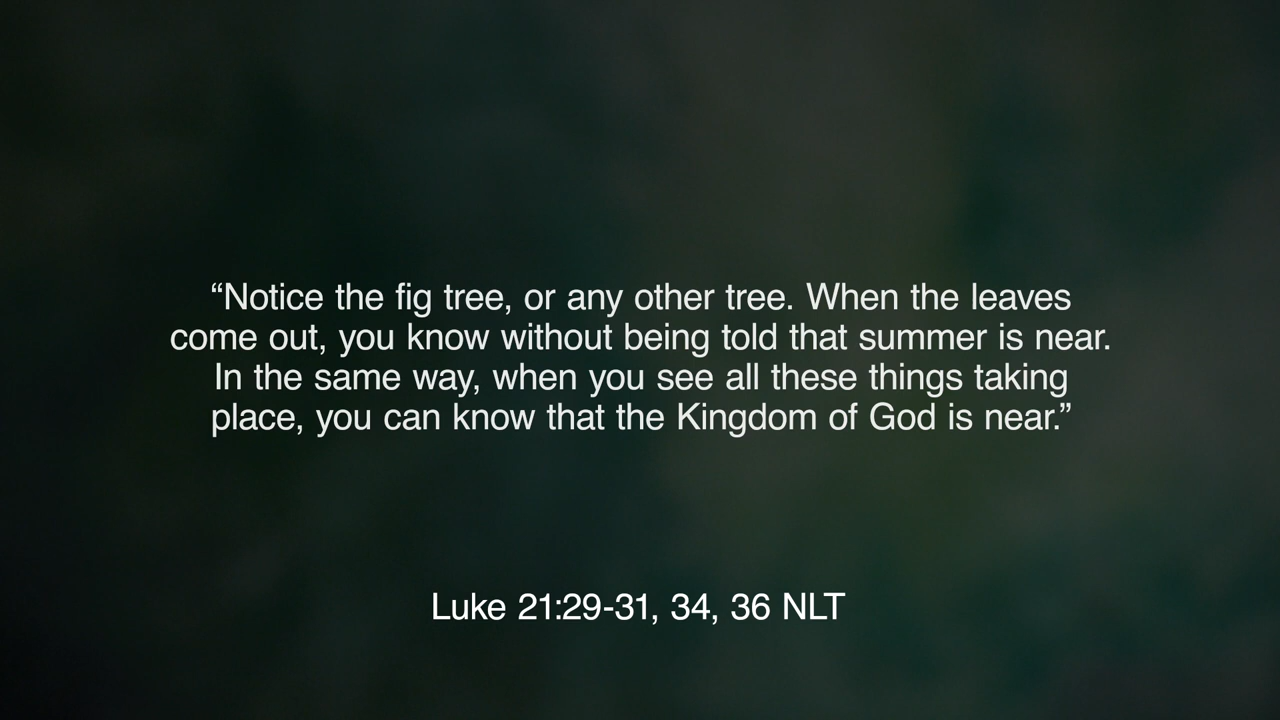 “Notice the fig tree, or any other tree. When the leaves
come out, you know without being told that summer is near.
In the same way, when you see all these things taking
place, you can know that the Kingdom of God is near.”
Luke 21:29-31, 34, 36 NLT